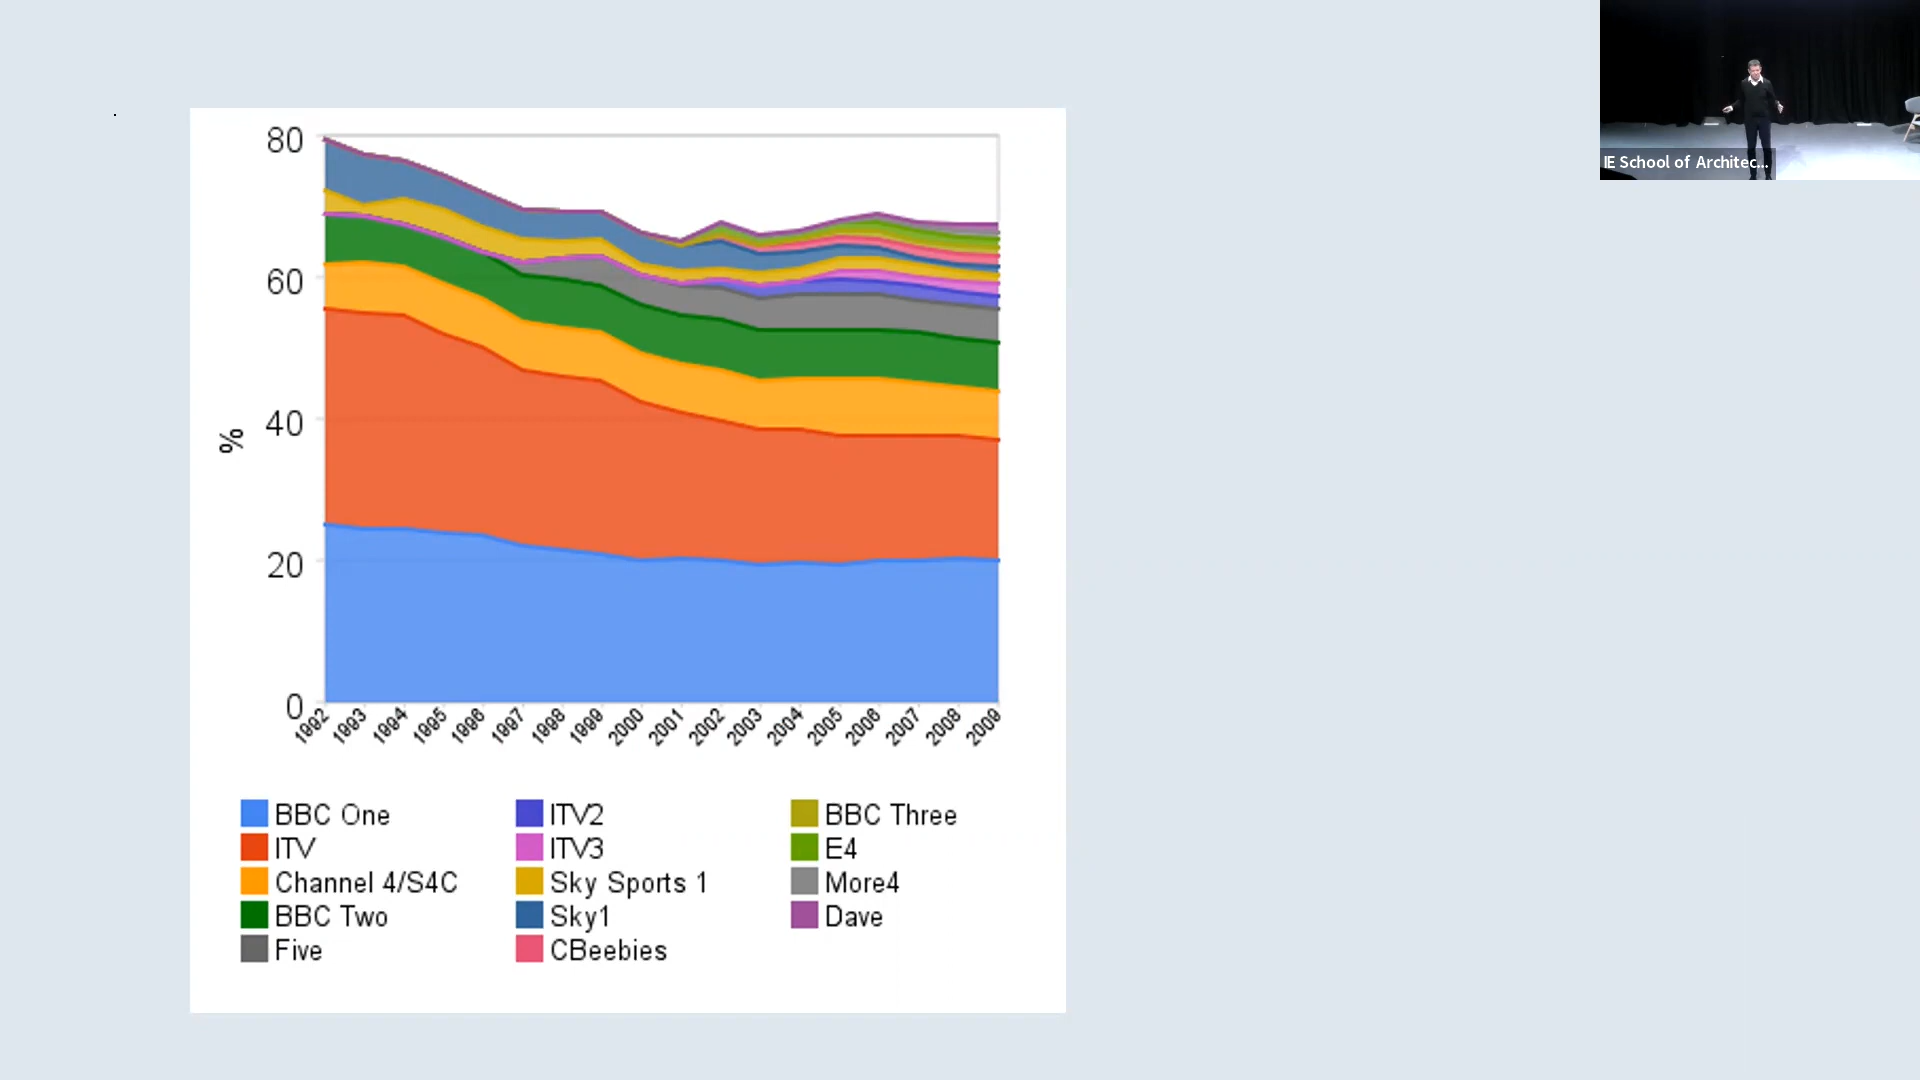 IE School of Architec...
80
60
40
20
0
%
1992 1993 1994 1995 1996 1997 1998 1999 2000 2001 2002 2003 2004 2005 2006 2007 2008 2009
BBC One
ITV
Channel 4/S4C
BBC Two
Five
ITV2
ITV3
Sky Sports 1
Sky1
CBeebies
BBC Three
E4
More4
Dave